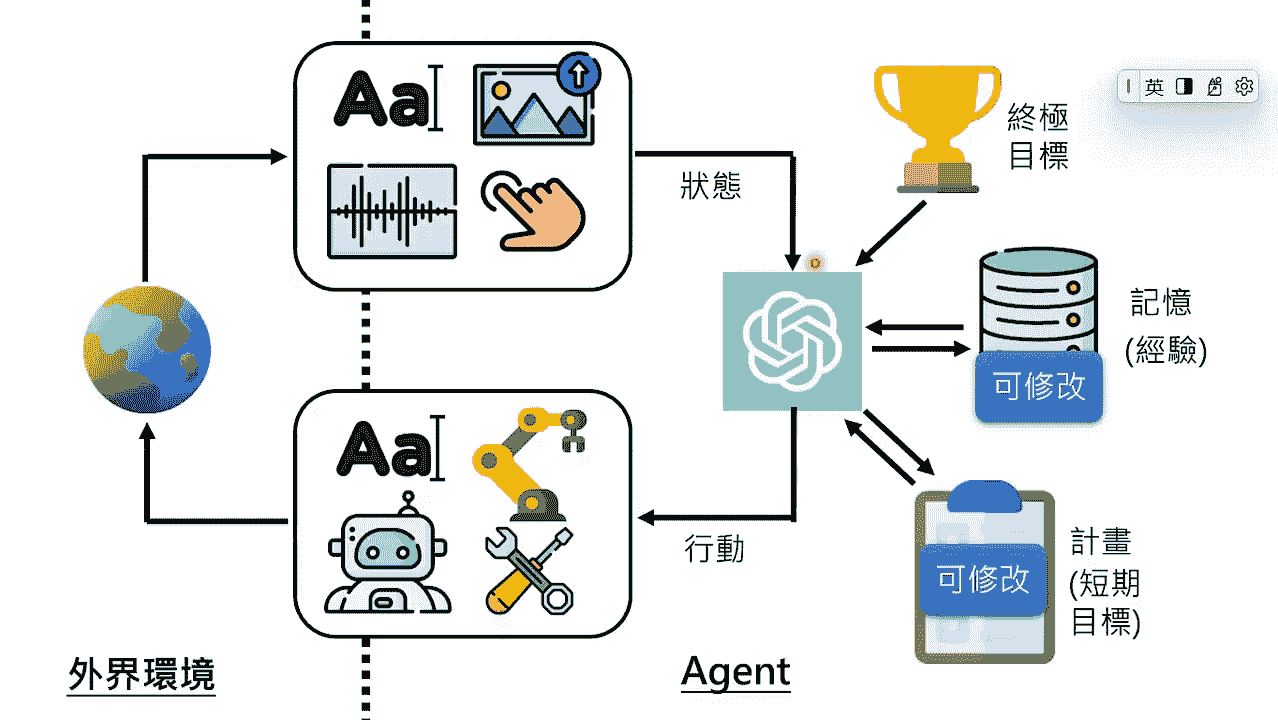 Aa
狀態
終極
目標
英
記憶
(經驗)
可修改
Aa
行動
可修改
計畫
(短期
目標)
外界環境
Agent